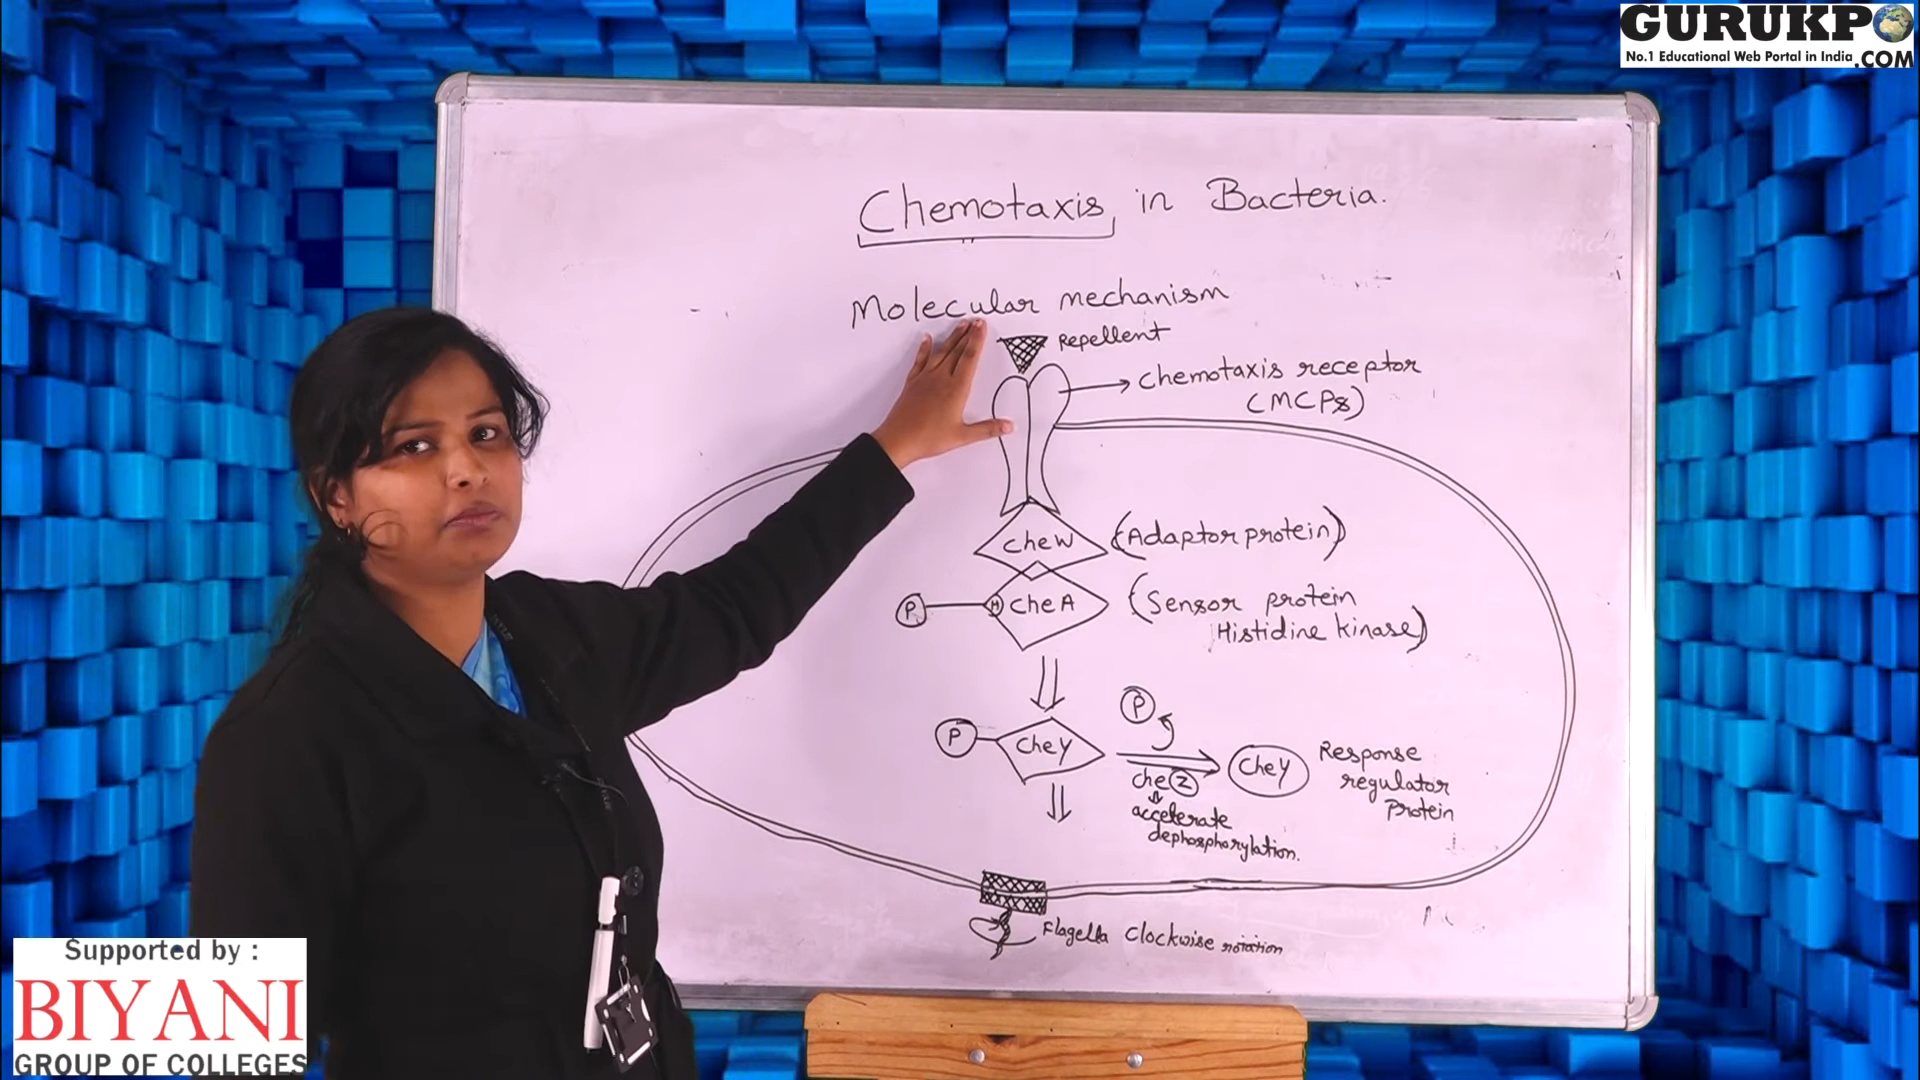 GURUKPO
No.1 Educational Web Portal in India
.COM
Chemotaxis in Bacteria.
Molecular mechanism
Repellent
Chemotaxis receptor
(MCPs)
cheW
(Adaptor protein)
P
H
cheA
(Sensor protein
Histidine kinase)
P
P
cheY
cheZ
accelerate
dephosphorylation.
cheY
Response
regulator
protein
Flagella Clockwise rotation
Supported by :
BIYANI
GROUP OF COLLEGES